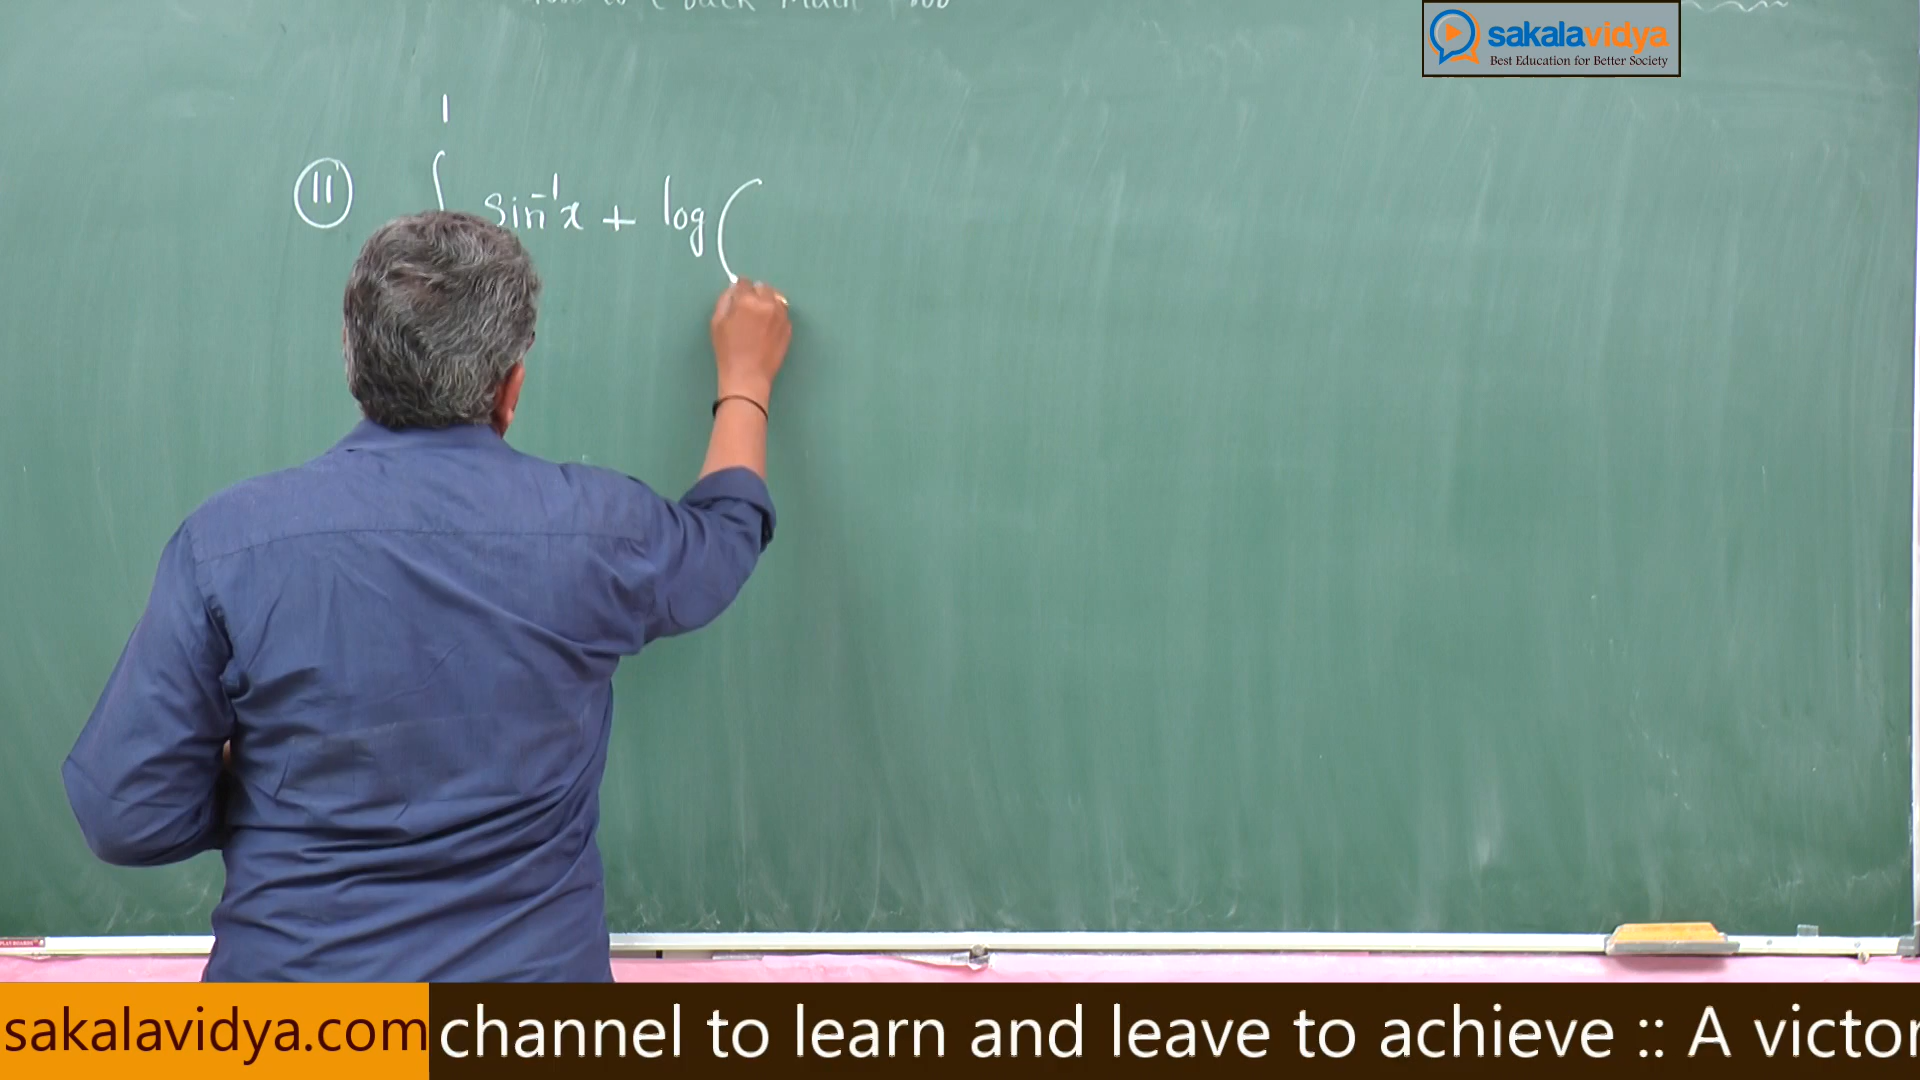 sakalavidya
Best Education for Better Society
1
(11) ∫ sin⁻¹x + log (
sakalavidya.com channel to learn and leave to achieve :: A victor